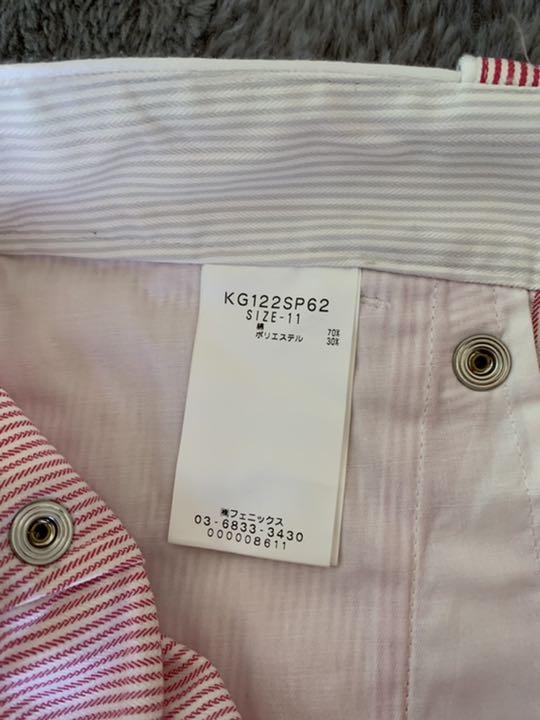 KG122SP62
SIZE-11
綿 70%
ポリエステル 30%
㈱フェニックス
03-6833-3430
000008611